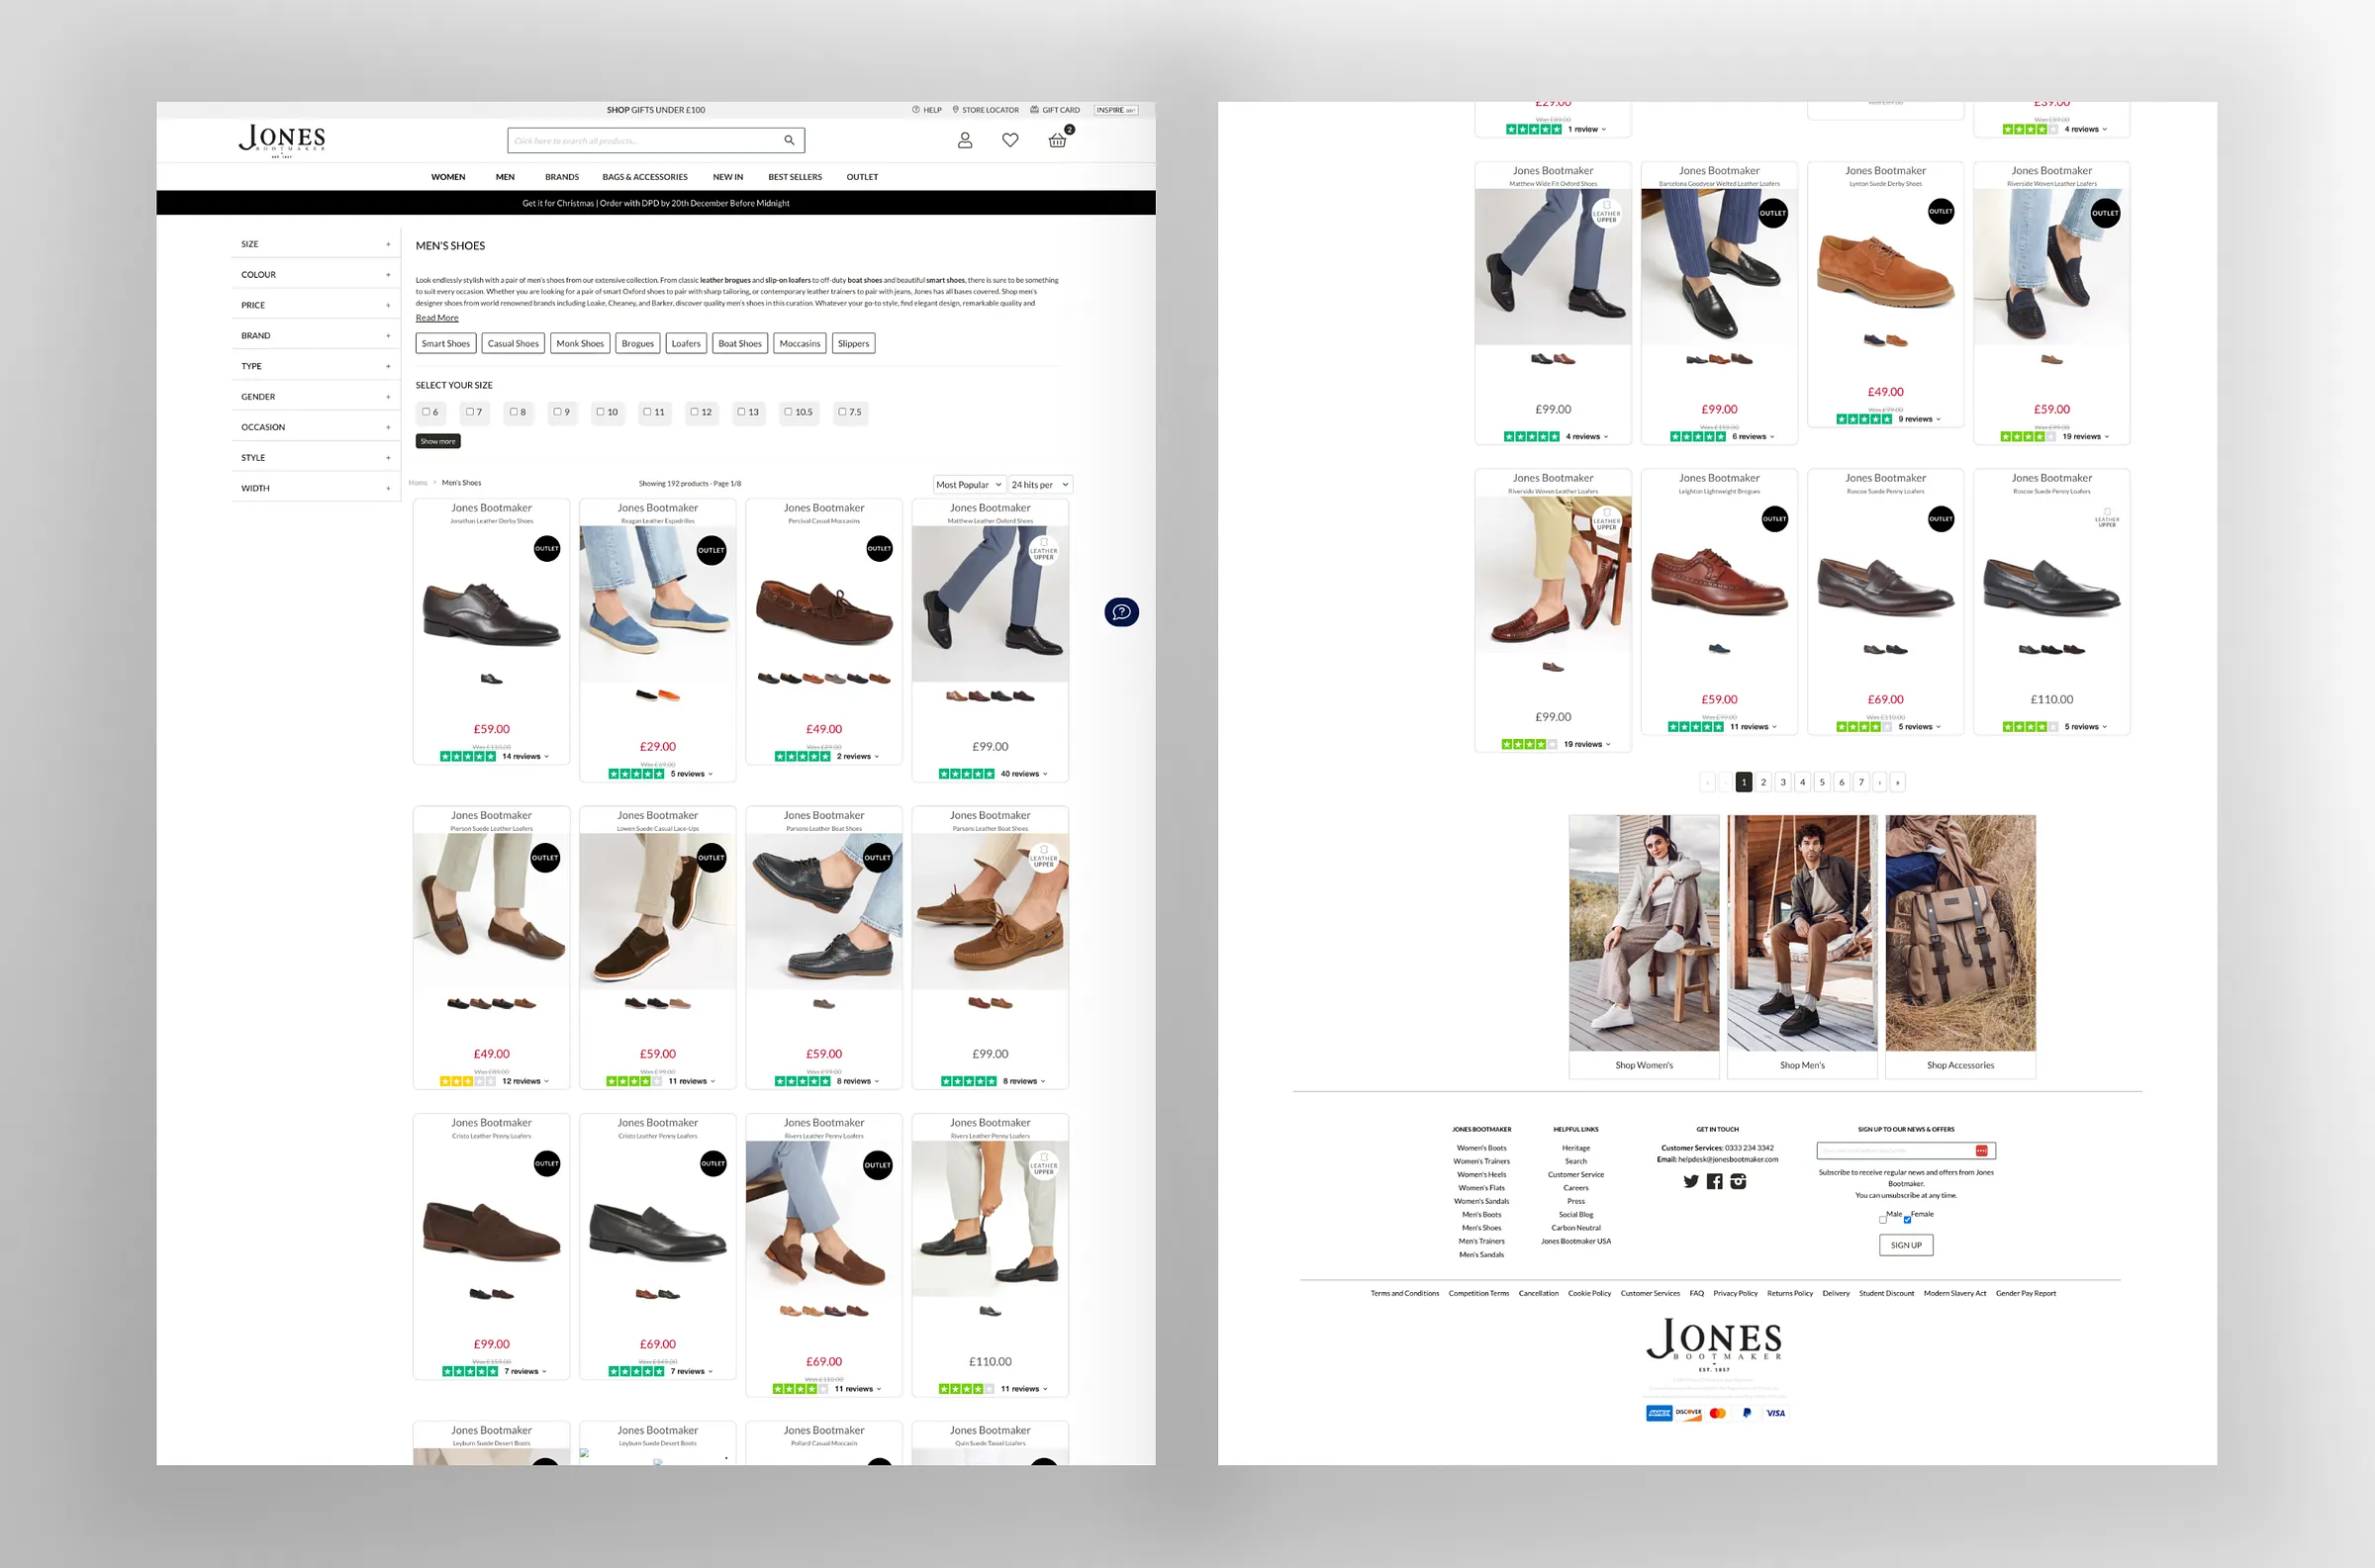 SHOP GIFTS UNDER £100
HELP
STORE LOCATOR
GIFT CARD
INSPIRE
JONES
BOOTMAKER
EST. 1857
Click here to search all products...
2
WOMEN
MEN
BRANDS
BAGS & ACCESSORIES
NEW IN
BEST SELLERS
OUTLET
Get it for Christmas | Order with DPD by 20th December Before Midnight
SIZE +
COLOUR +
PRICE +
BRAND +
TYPE +
GENDER +
OCCASION +
STYLE +
WIDTH +
MEN'S SHOES
Look endlessly stylish with a pair of men's shoes from our extensive collection. From classic leather brogues and slip-on loafers to off-duty boat shoes and beautiful smart shoes, there is sure to be something
to suit every occasion. Whether you are looking for a pair of smart Oxford shoes to pair with sharp tailoring, or contemporary leather trainers to pair with jeans, Jones has all bases covered. Shop men's
designer shoes from world renowned brands including Loake, Cheaney, and Barker, discover quality men's shoes in this curation. Whatever your go-to style, find elegant design, remarkable quality and
Read More
Smart Shoes
Casual Shoes
Monk Shoes
Brogues
Loafers
Boat Shoes
Moccasins
Slippers
SELECT YOUR SIZE
6
7
8
9
10
11
12
13
10.5
7.5
Show more
Home > Men's Shoes
Showing 192 products - Page 1/8
Most Popular
24 hits per
Jones Bootmaker
Jonathan Leather Derby Shoes
OUTLET
£59.00
Was £110.00
14 reviews
Jones Bootmaker
Reagan Leather Espadrilles
OUTLET
£29.00
Was £69.00
5 reviews
Jones Bootmaker
Percival Casual Moccasins
OUTLET
£49.00
Was £89.00
2 reviews
Jones Bootmaker
Matthew Leather Oxford Shoes
LEATHER
UPPER
£99.00
40 reviews
Jones Bootmaker
Pierson Suede Leather Loafers
OUTLET
£49.00
Was £89.00
12 reviews
Jones Bootmaker
Lowen Suede Casual Lace-Ups
OUTLET
£59.00
Was £99.00
11 reviews
Jones Bootmaker
Parsons Leather Boat Shoes
OUTLET
£59.00
Was £99.00
8 reviews
Jones Bootmaker
Parsons Leather Boat Shoes
LEATHER
UPPER
£99.00
8 reviews
Jones Bootmaker
Cristo Leather Penny Loafers
OUTLET
£99.00
Was £159.00
7 reviews
Jones Bootmaker
Cristo Leather Penny Loafers
OUTLET
£69.00
Was £149.00
7 reviews
Jones Bootmaker
Rivers Leather Penny Loafers
OUTLET
£69.00
Was £110.00
11 reviews
Jones Bootmaker
Rivers Leather Penny Loafers
LEATHER
UPPER
£110.00
11 reviews
Jones Bootmaker
Leyburn Suede Desert Boots
Jones Bootmaker
Leyburn Suede Desert Boots
Jones Bootmaker
Pollard Casual Moccasin
Jones Bootmaker
Quin Suede Tassel Loafers
£29.00
Was £89.00
1 review
£39.00
Was £89.00
4 reviews
Jones Bootmaker
Matthew Wide Fit Oxford Shoes
LEATHER
UPPER
£99.00
4 reviews
Jones Bootmaker
Barcelona Goodyear Welted Leather Loafers
OUTLET
£99.00
Was £159.00
6 reviews
Jones Bootmaker
Lynton Suede Derby Shoes
OUTLET
£49.00
Was £99.00
9 reviews
Jones Bootmaker
Riverside Woven Leather Loafers
OUTLET
£59.00
Was £99.00
19 reviews
Jones Bootmaker
Riverside Woven Leather Loafers
LEATHER
UPPER
£99.00
19 reviews
Jones Bootmaker
Leighton Lightweight Brogues
OUTLET
£59.00
Was £99.00
11 reviews
Jones Bootmaker
Roscoe Suede Penny Loafers
OUTLET
£69.00
Was £110.00
5 reviews
Jones Bootmaker
Roscoe Suede Penny Loafers
LEATHER
UPPER
£110.00
5 reviews
« ‹ 1 2 3 4 5 6 7 › »
Shop Women's
Shop Men's
Shop Accessories
JONES BOOTMAKER
Women's Boots
Women's Trainers
Women's Heels
Women's Flats
Women's Sandals
Men's Boots
Men's Shoes
Men's Trainers
Men's Sandals
HELPFUL LINKS
Heritage
Search
Customer Service
Careers
Press
Social Blog
Carbon Neutral
Jones Bootmaker USA
GET IN TOUCH
Customer Services: 0333 234 3342
Email: helpdesk@jonesbootmaker.com
SIGN UP TO OUR NEWS & OFFERS
Subscribe to receive regular news and offers from Jones
Bootmaker.
You can unsubscribe at any time.
Male
Female
SIGN UP
Terms and Conditions
Competition Terms
Cancellation
Cookie Policy
Customer Services
FAQ
Privacy Policy
Returns Policy
Delivery
Student Discount
Modern Slavery Act
Gender Pay Report
JONES
BOOTMAKER
EST. 1857
AMEX
DISCOVER
VISA